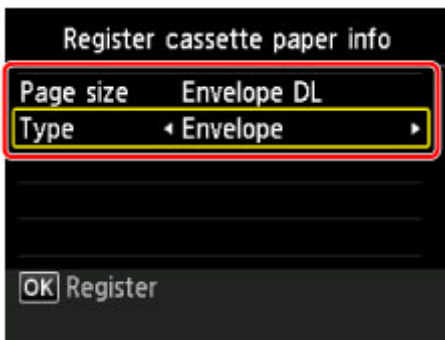 Register cassette paper info
Page size Envelope DL
Type Envelope
OK Register